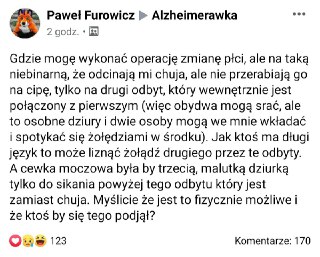 Paweł Furowicz ▶ Alzheimerawka
2 godz. •
Gdzie mogę wykonać operację zmianę płci, ale na taką
niebinarną, że odcinają mi chuja, ale nie przerabiają go
na cipę, tylko na drugi odbyt, który wewnętrznie jest
połączony z pierwszym (więc obydwa mogą srać, ale
to osobne dziury i dwie osoby mogą we mnie wkładać
i spotykać się żołędziami w środku). Jak ktoś ma długi
język to może liznąć żołądź drugiego przez te odbyty.
A cewka moczowa była by trzecią, malutką dziurką
tylko do sikania powyżej tego odbytu który jest
zamiast chuja. Myślicie że jest to fizycznie możliwe i
że ktoś by się tego podjął?
123 Komentarze: 170